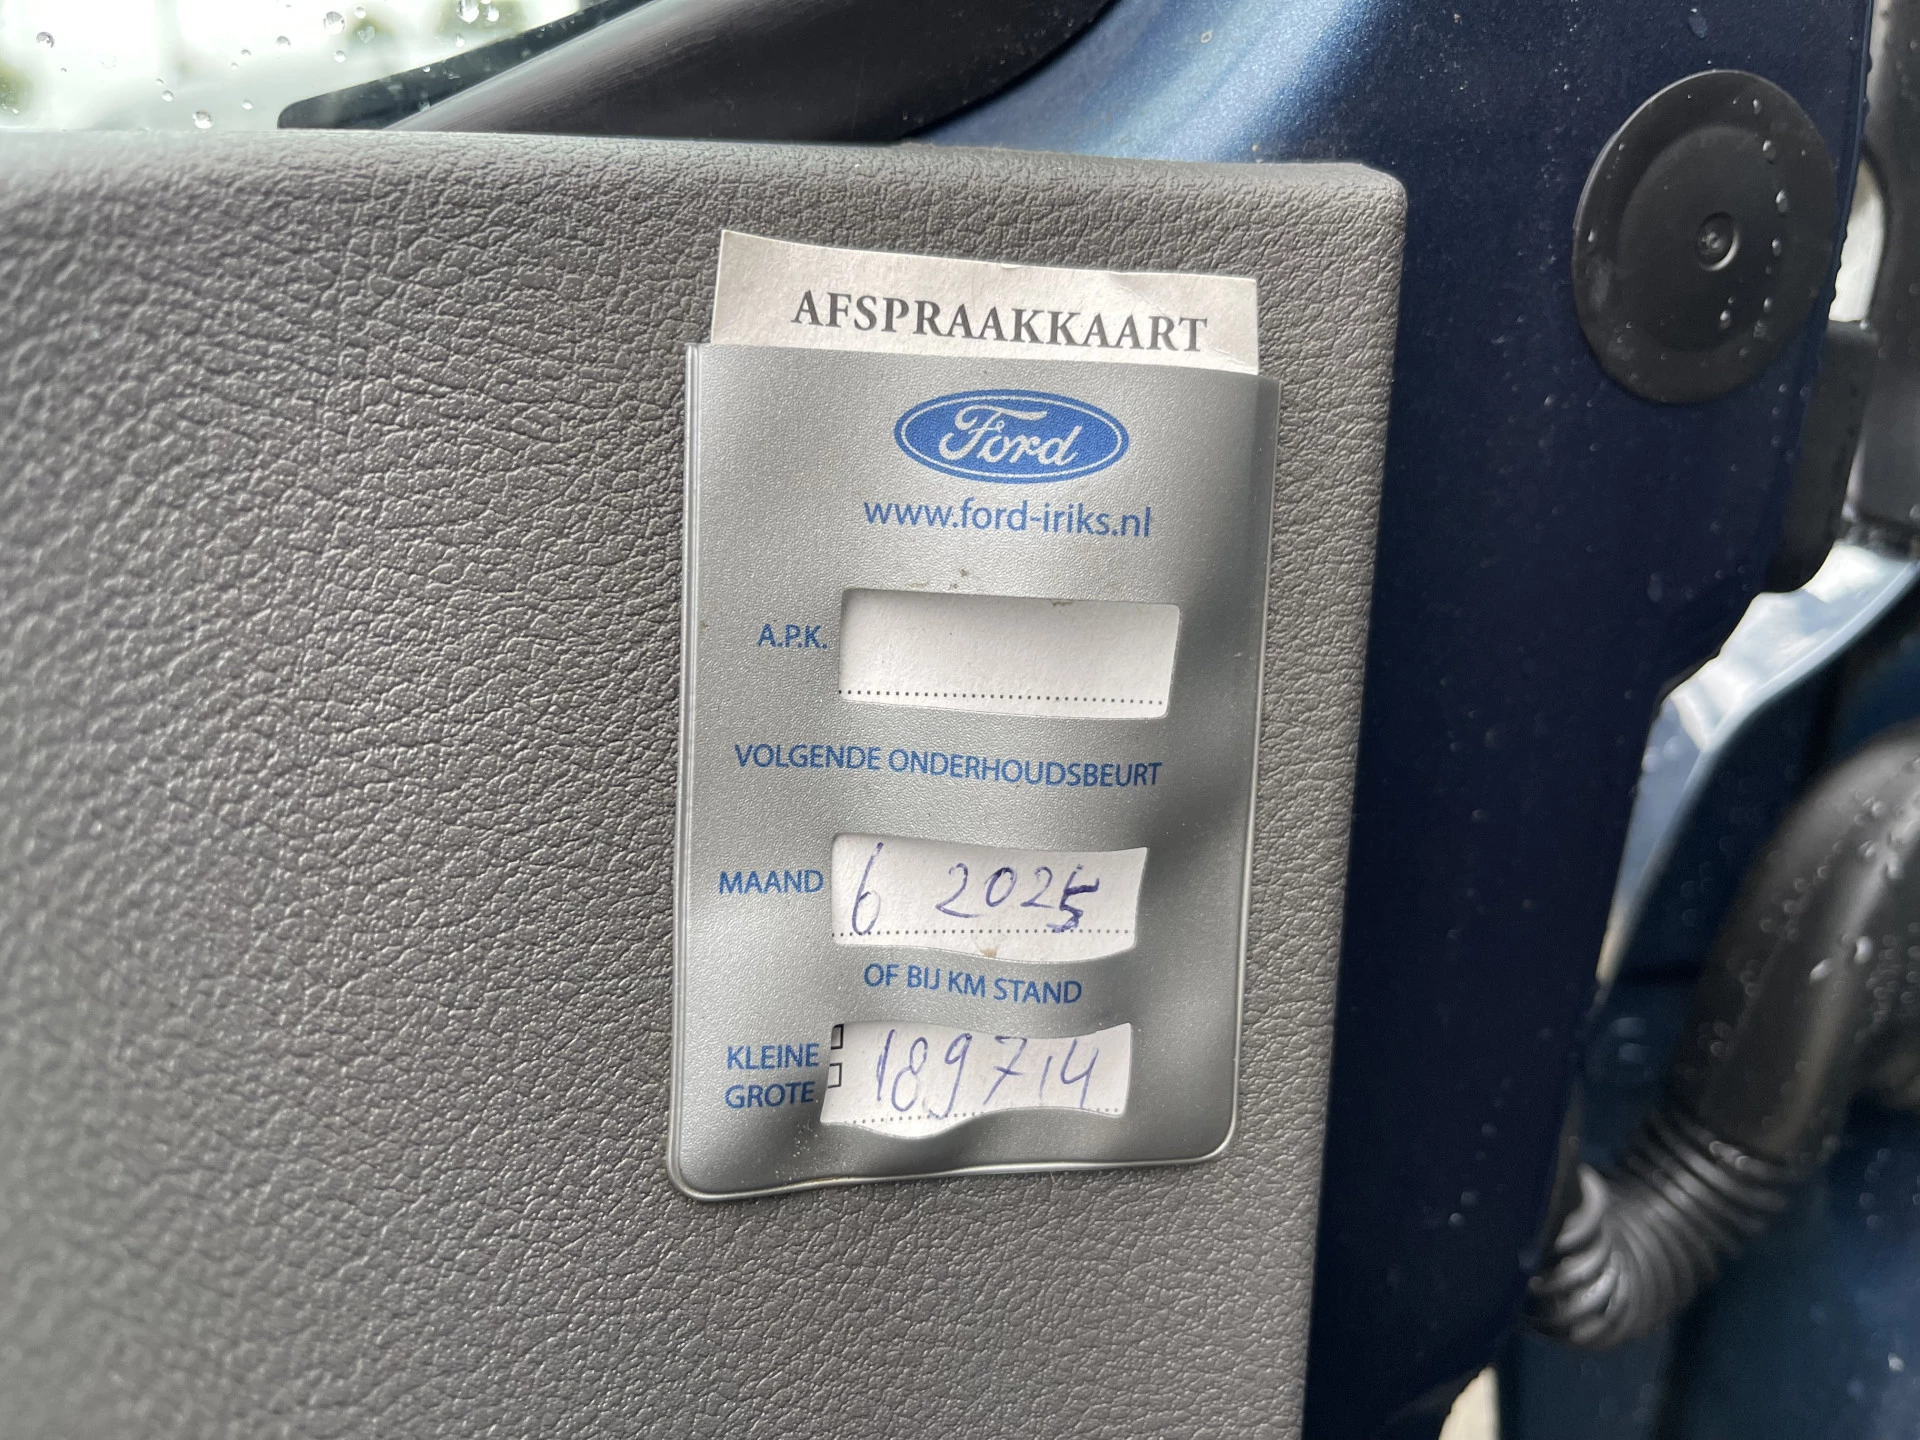 AFSPRAAKKAART
Ford
www.ford-iriks.nl
A.P.K.
VOLGENDE ONDERHOUDSBEURT
MAAND 6 2025
OF BIJ KM STAND
KLEINE 189714
GROTE